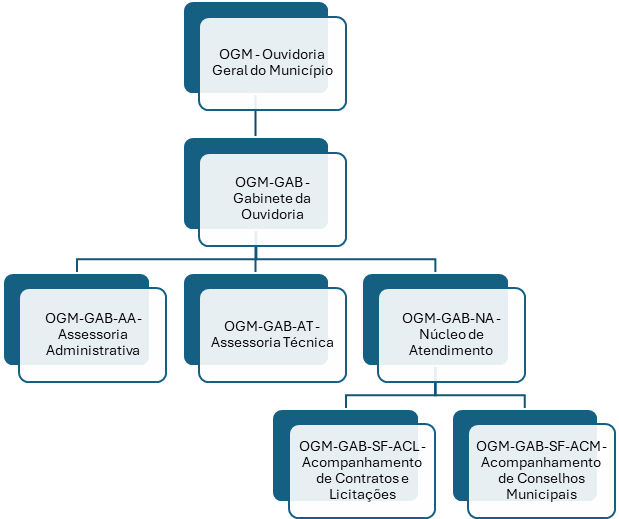 OGM - Ouvidoria
Geral do Município
OGM-GAB -
Gabinete da
Ouvidoria
OGM-GAB-AA -
Assessoria
Administrativa
OGM-GAB-AT -
Assessoria Técnica
OGM-GAB-NA -
Núcleo de
Atendimento
OGM-GAB-SF-ACL -
Acompanhamento
de Contratos e
Licitações
OGM-GAB-SF-ACM -
Acompanhamento
de Conselhos
Municipais